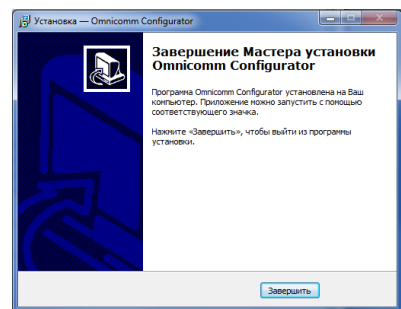 Установка — Omnicomm Configurator
Завершение Мастера установки
Omnicomm Configurator
Программа Omnicomm Configurator установлена на Ваш
компьютер. Приложение можно запустить с помощью
соответствующего значка.
Нажмите «Завершить», чтобы выйти из программы
установки.
Завершить